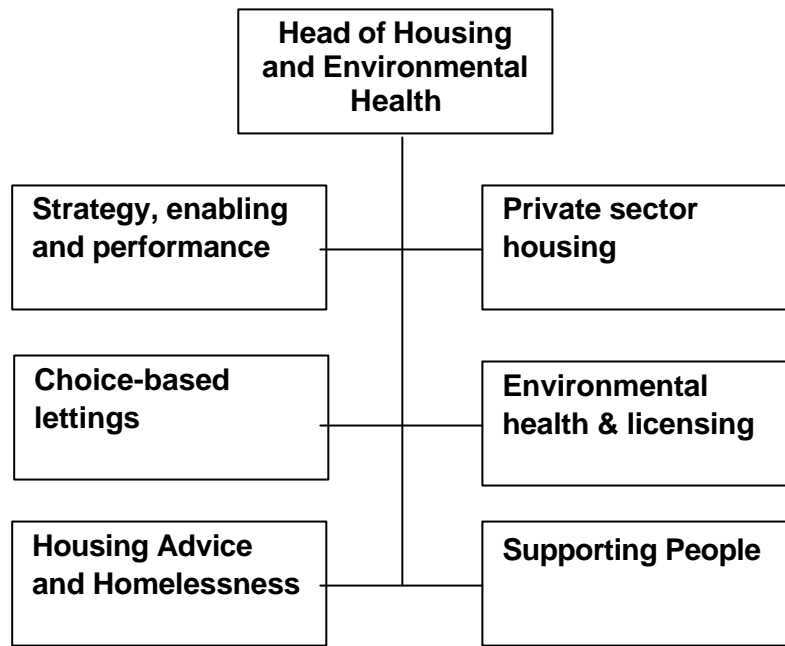 Head of Housing
and Environmental
Health
Strategy, enabling
and performance
Private sector
housing
Choice-based
lettings
Environmental
health & licensing
Housing Advice
and Homelessness
Supporting People